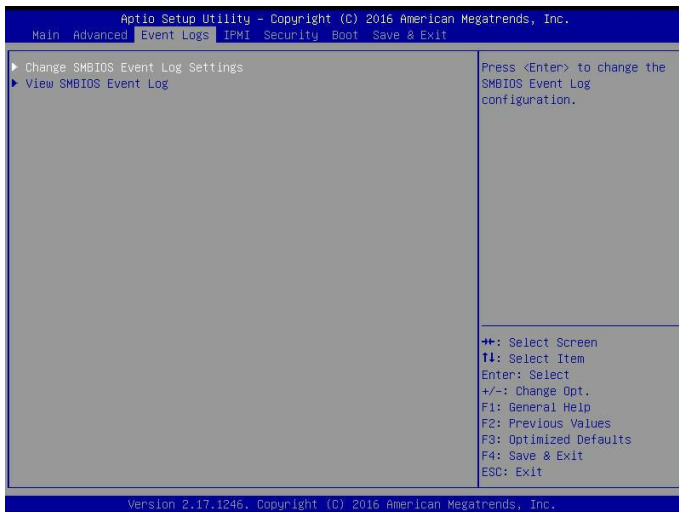 Aptio Setup Utility – Copyright (C) 2016 American Megatrends, Inc.
Main Advanced Event Logs IPMI Security Boot Save & Exit
▶ Change SMBIOS Event Log Settings
▶ View SMBIOS Event Log
Press <Enter> to change the
SMBIOS Event Log
configuration.
→←: Select Screen
↑↓: Select Item
Enter: Select
+/-: Change Opt.
F1: General Help
F2: Previous Values
F3: Optimized Defaults
F4: Save & Exit
ESC: Exit
Version 2.17.1246. Copyright (C) 2016 American Megatrends, Inc.